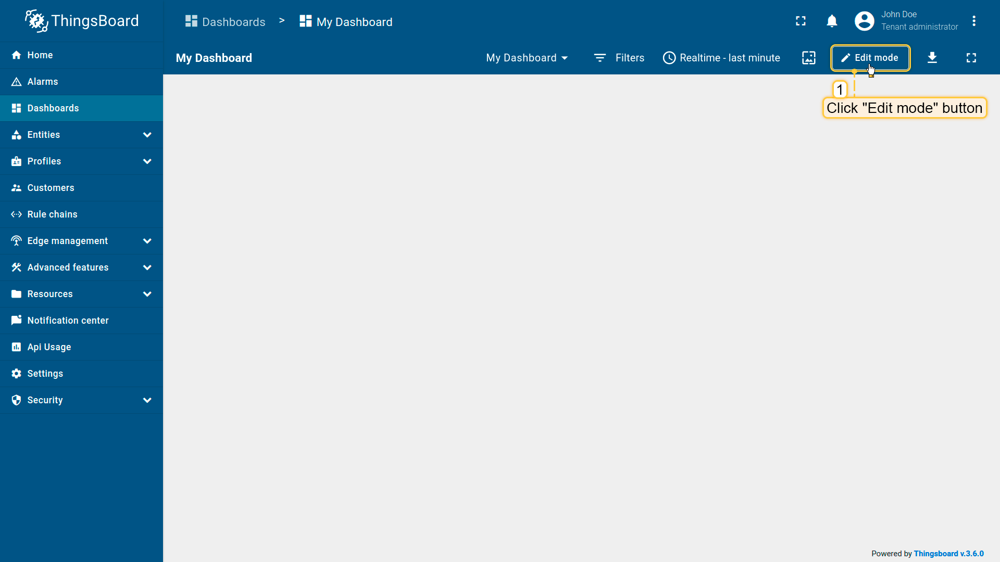 ThingsBoard
Dashboards > My Dashboard
John Doe
Tenant administrator
My Dashboard
My Dashboard
Filters
Realtime - last minute
Edit mode
1
Click "Edit mode" button
Home
Alarms
Dashboards
Entities
Profiles
Customers
Rule chains
Edge management
Advanced features
Resources
Notification center
Api Usage
Settings
Security
Powered by Thingsboard v.3.6.0